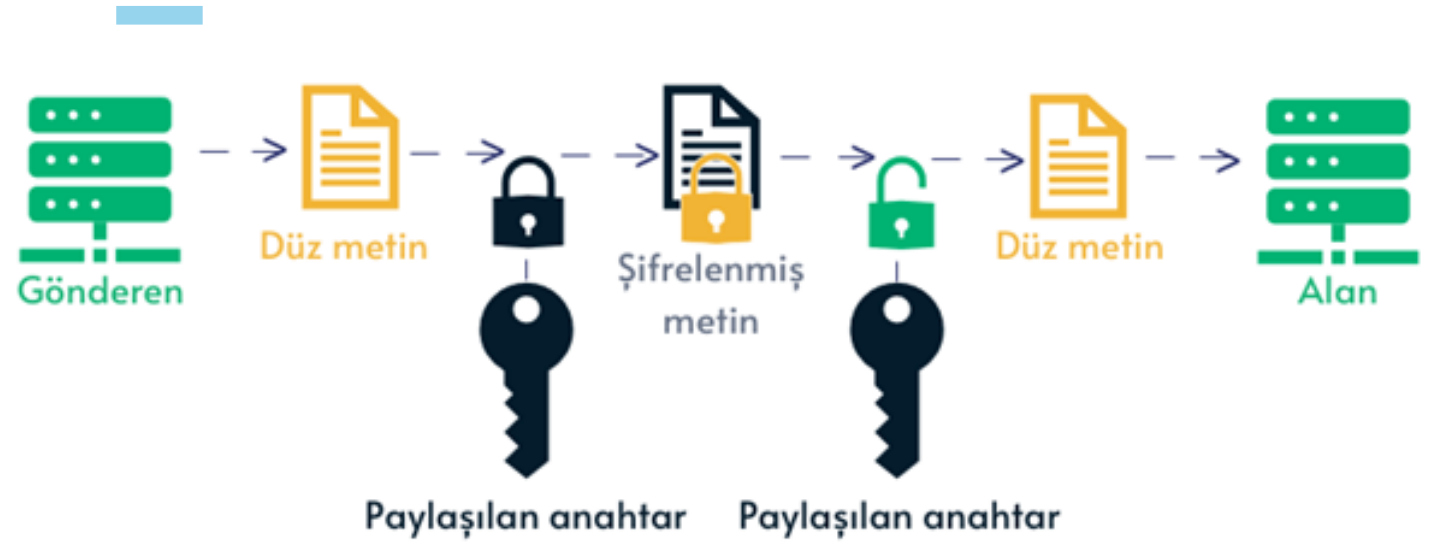 Gönderen
Düz metin
Şifrelenmiş
metin
Düz metin
Alan
Paylaşılan anahtar
Paylaşılan anahtar